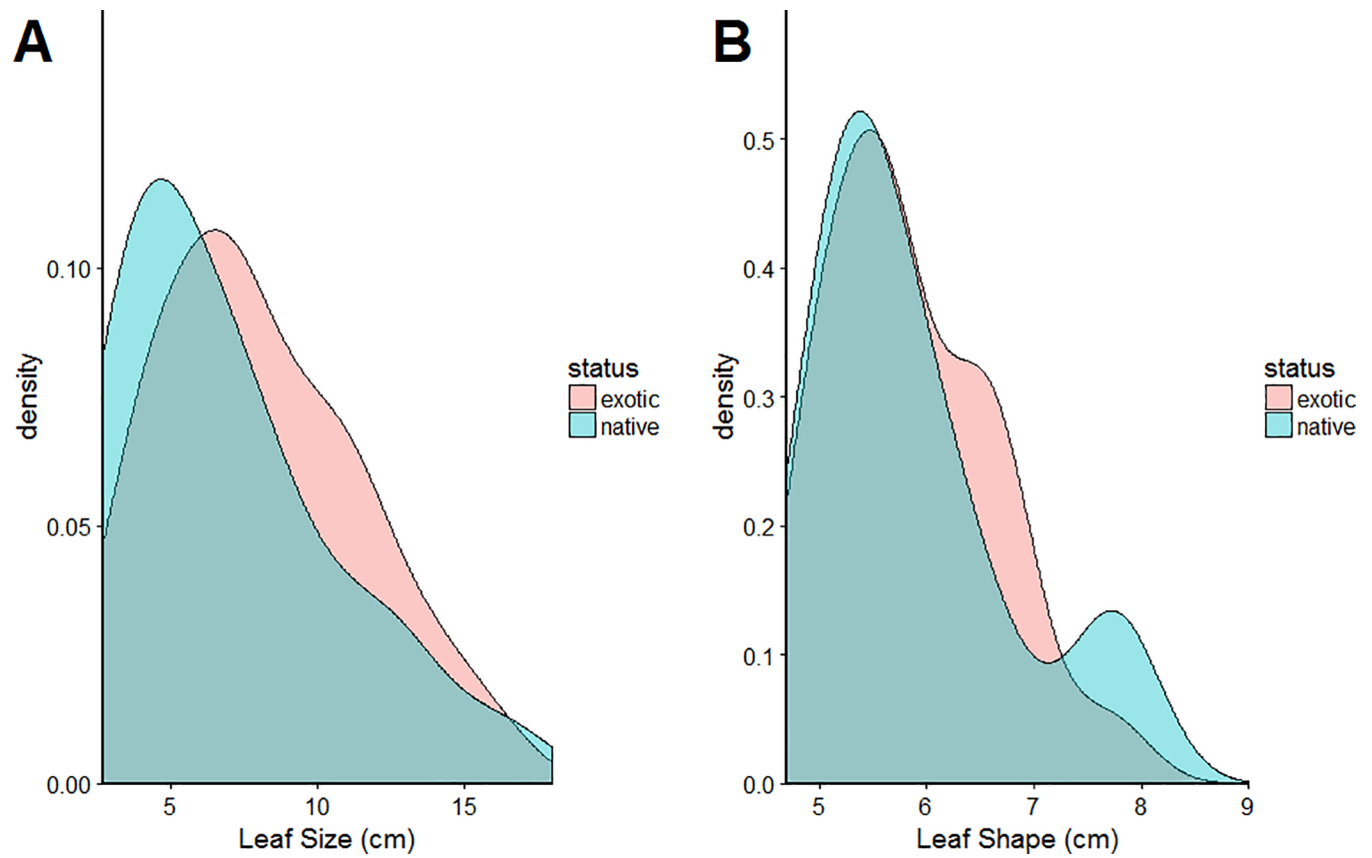 A
density
0.10
0.05
0.00
5 10 15
Leaf Size (cm)
status
exotic
native
B
density
0.5
0.4
0.3
0.2
0.1
0.0
5 6 7 8 9
Leaf Shape (cm)
status
exotic
native